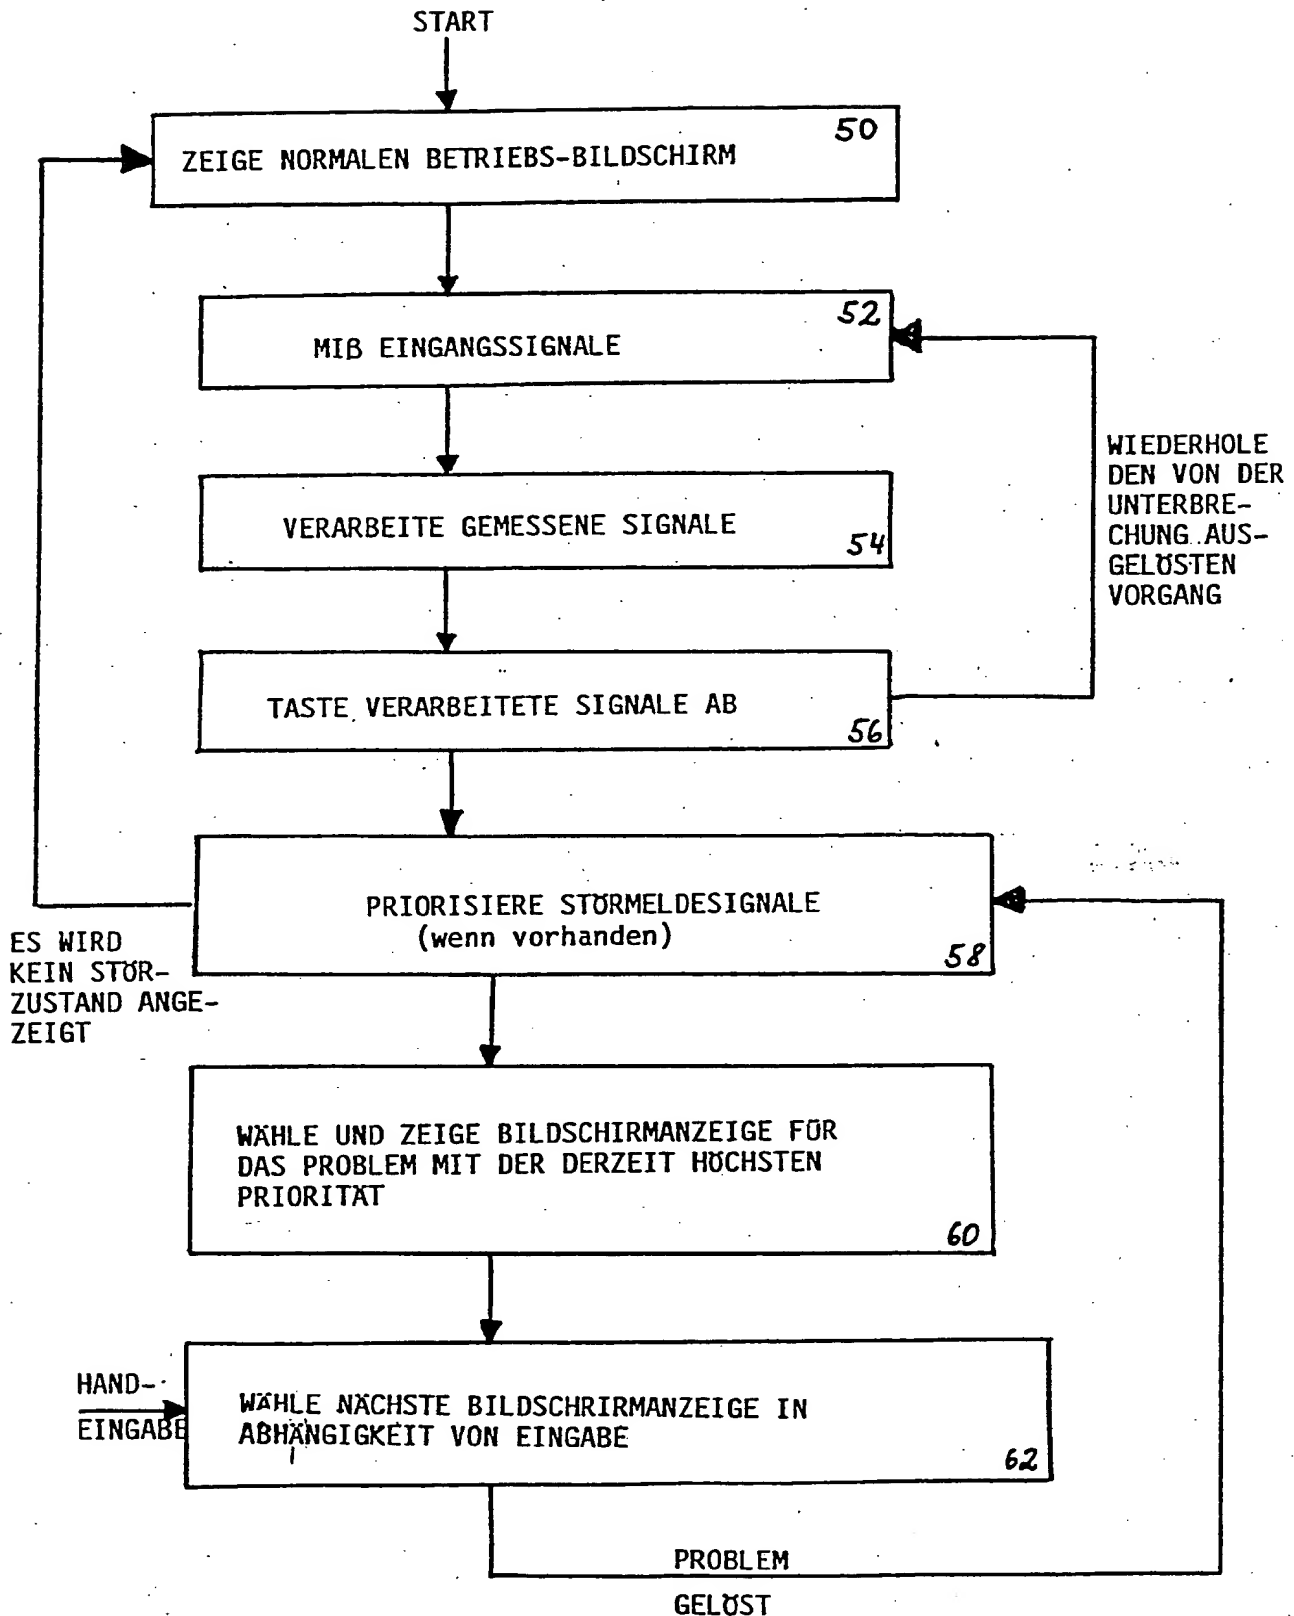 START
50
ZEIGE NORMALEN BETRIEBS-BILDSCHIRM
52
MIß EINGANGSSIGNALE
WIEDERHOLE
DEN VON DER
UNTERBRE-
CHUNG AUS-
GELÖSTEN
VORGANG
VERARBEITE GEMESSENE SIGNALE
54
TASTE VERARBEITETE SIGNALE AB
56
PRIORISIERE STÖRMELDESIGNALE
(wenn vorhanden)
58
ES WIRD
KEIN STÖR-
ZUSTAND ANGE-
ZEIGT
WÄHLE UND ZEIGE BILDSCHIRMANZEIGE FÜR
DAS PROBLEM MIT DER DERZEIT HÖCHSTEN
PRIORITÄT
60
HAND-
EINGABE
WÄHLE NÄCHSTE BILDSCHRIRMANZEIGE IN
ABHÄNGIGKEIT VON EINGABE
62
PROBLEM
GELÖST